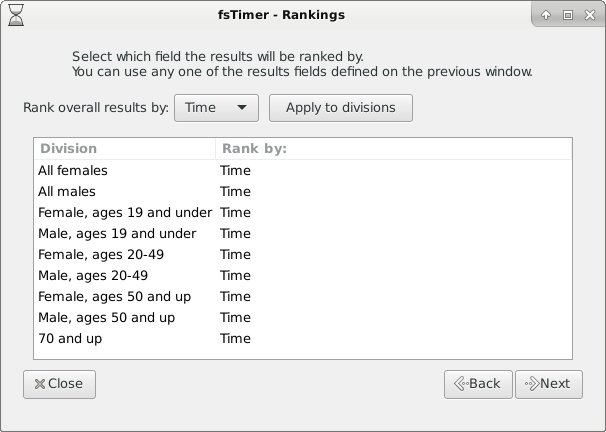 fsTimer - Rankings
Select which field the results will be ranked by.
You can use any one of the results fields defined on the previous window.
Rank overall results by: Time Apply to divisions
Division Rank by:
All females Time
All males Time
Female, ages 19 and under Time
Male, ages 19 and under Time
Female, ages 20-49 Time
Male, ages 20-49 Time
Female, ages 50 and up Time
Male, ages 50 and up Time
70 and up Time
Close Back Next